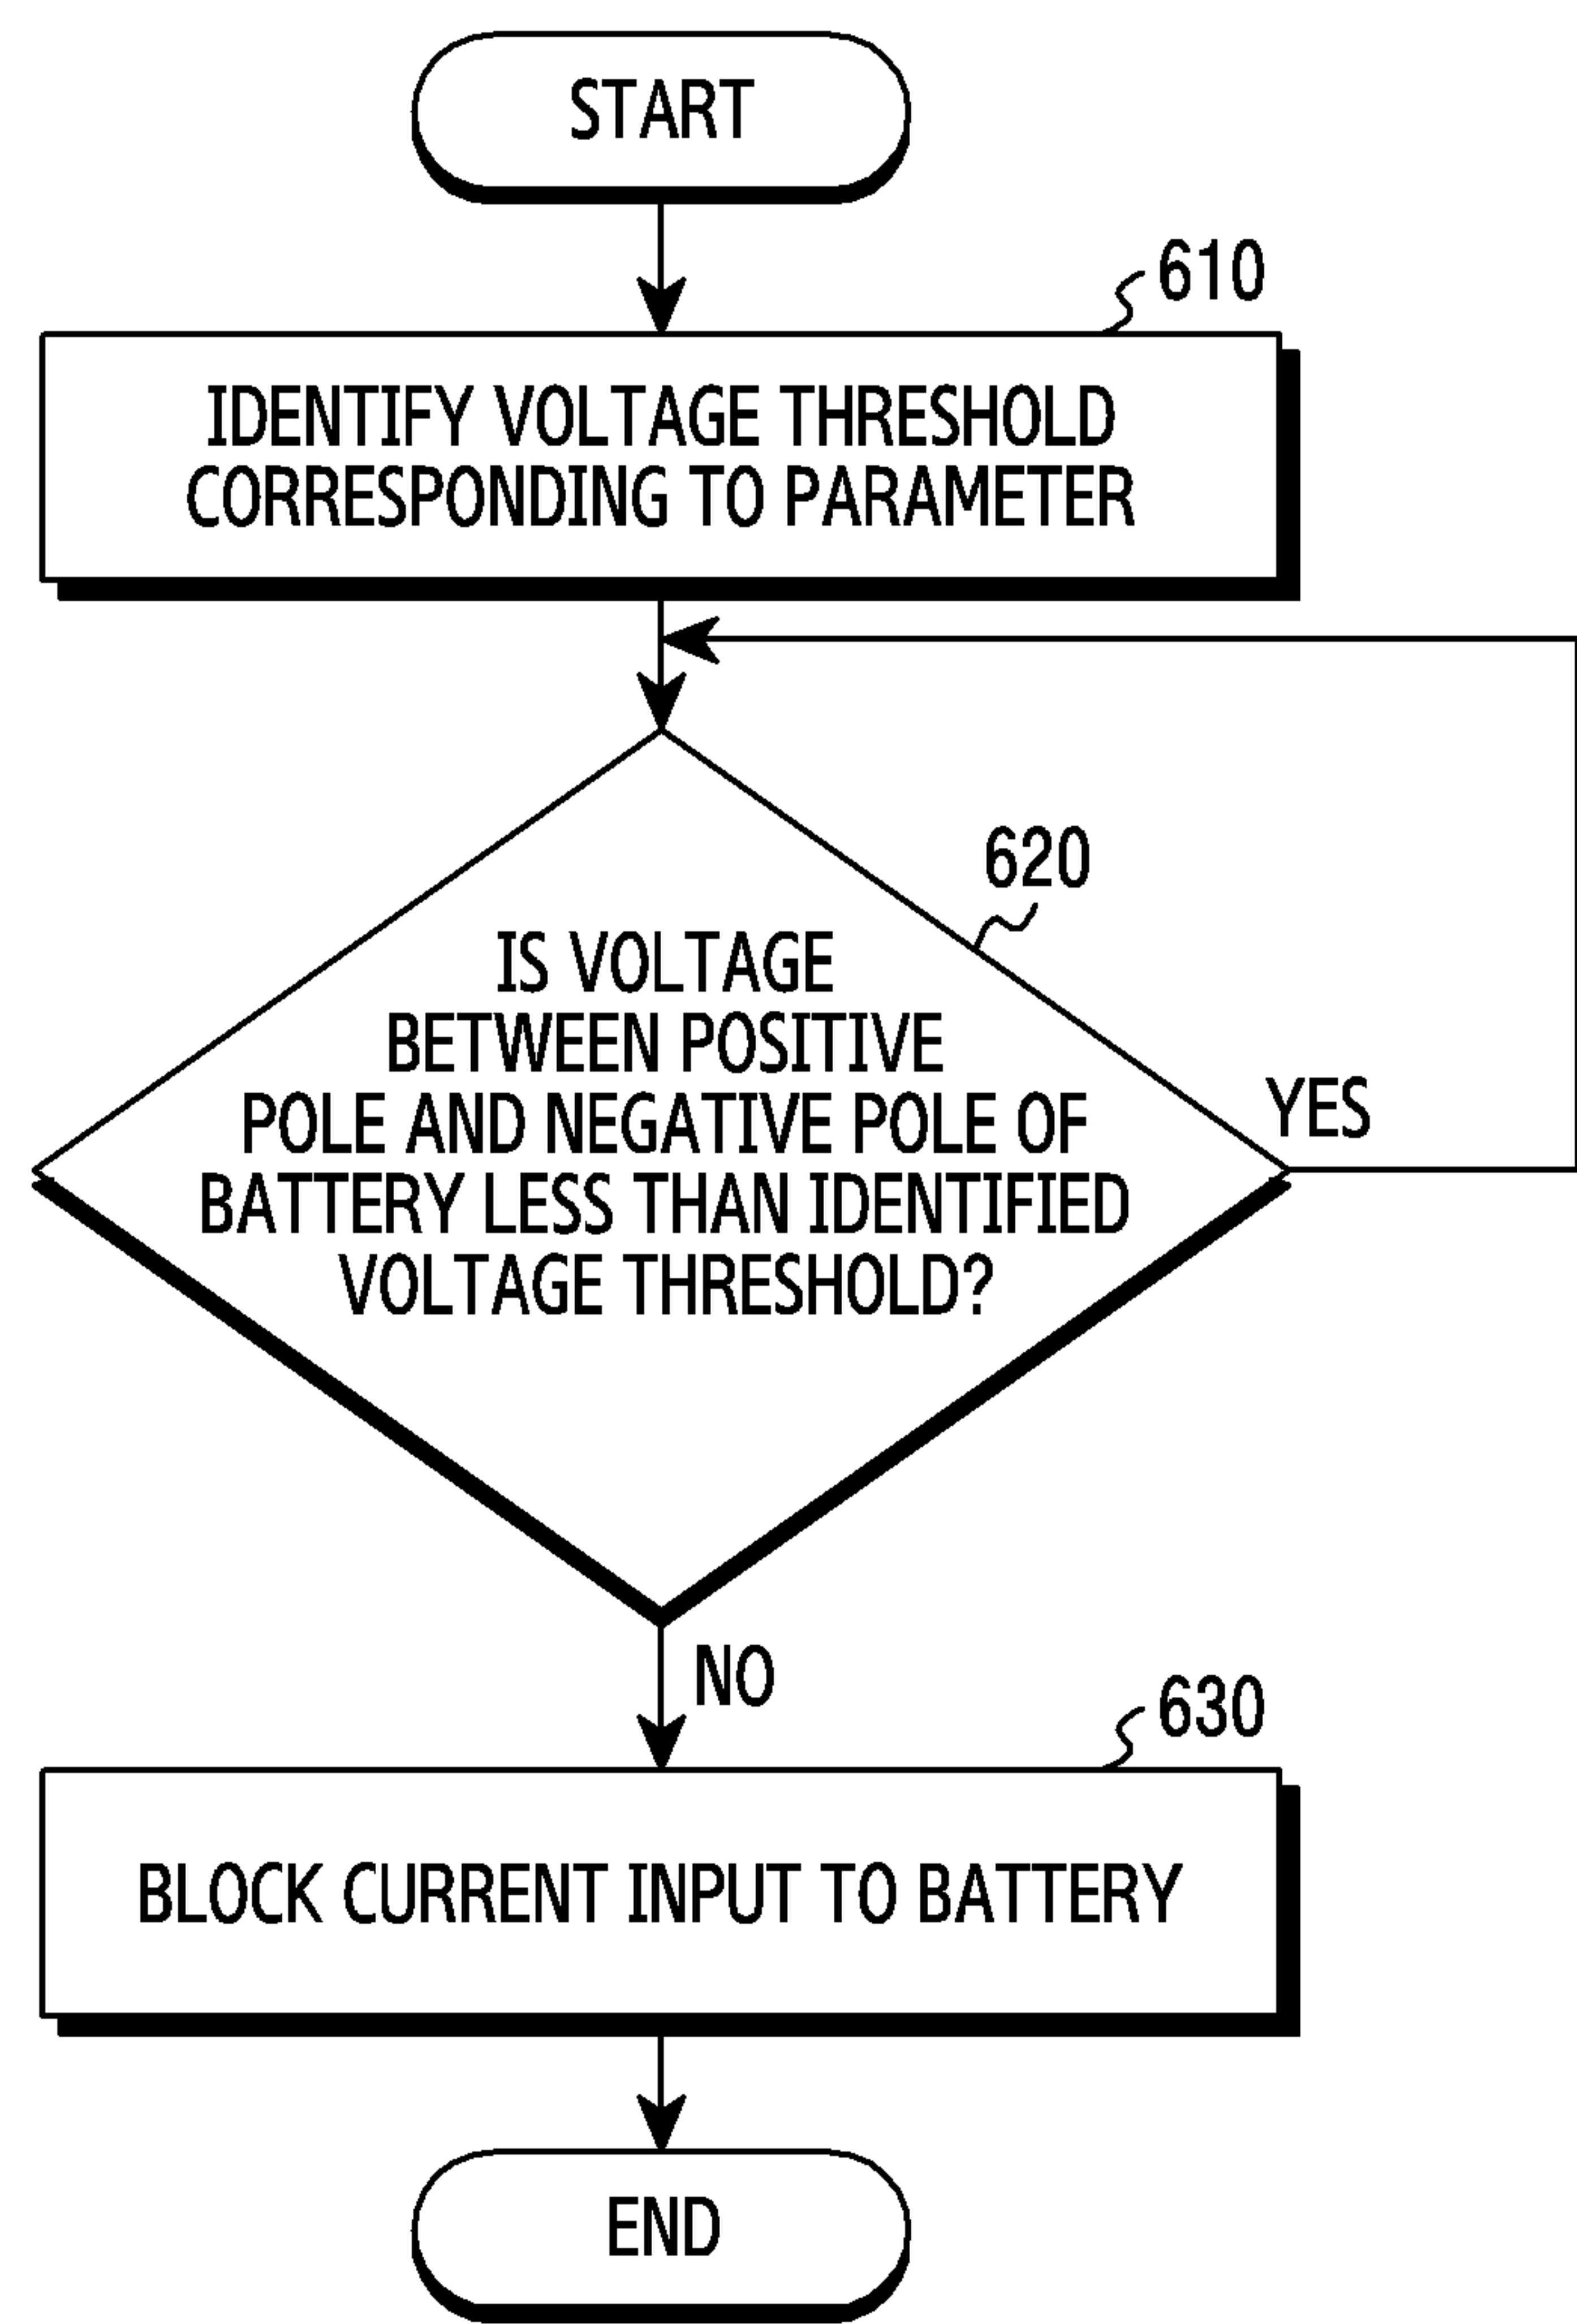 START
610
IDENTIFY VOLTAGE THRESHOLD
CORRESPONDING TO PARAMETER
620
IS VOLTAGE
BETWEEN POSITIVE
POLE AND NEGATIVE POLE OF
BATTERY LESS THAN IDENTIFIED
VOLTAGE THRESHOLD?
YES
NO
630
BLOCK CURRENT INPUT TO BATTERY
END